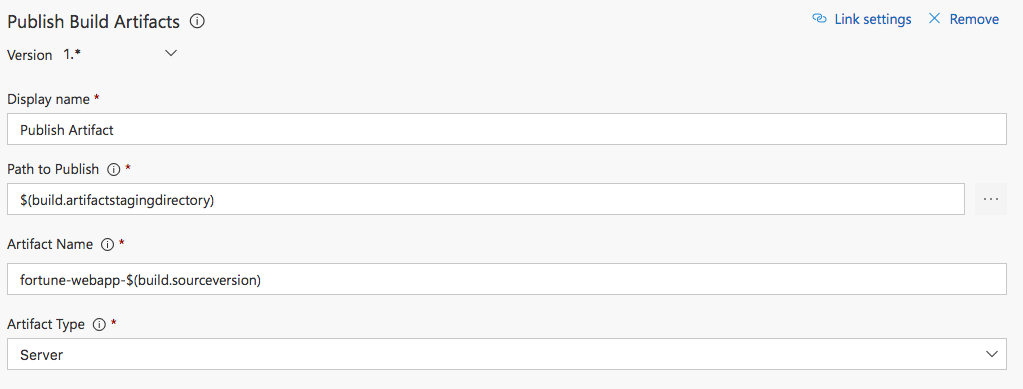 Publish Build Artifacts
Link settings
Remove
Version 1.*
Display name *
Publish Artifact
Path to Publish *
$(build.artifactstagingdirectory)
...
Artifact Name *
fortune-webapp-$(build.sourceversion)
Artifact Type *
Server